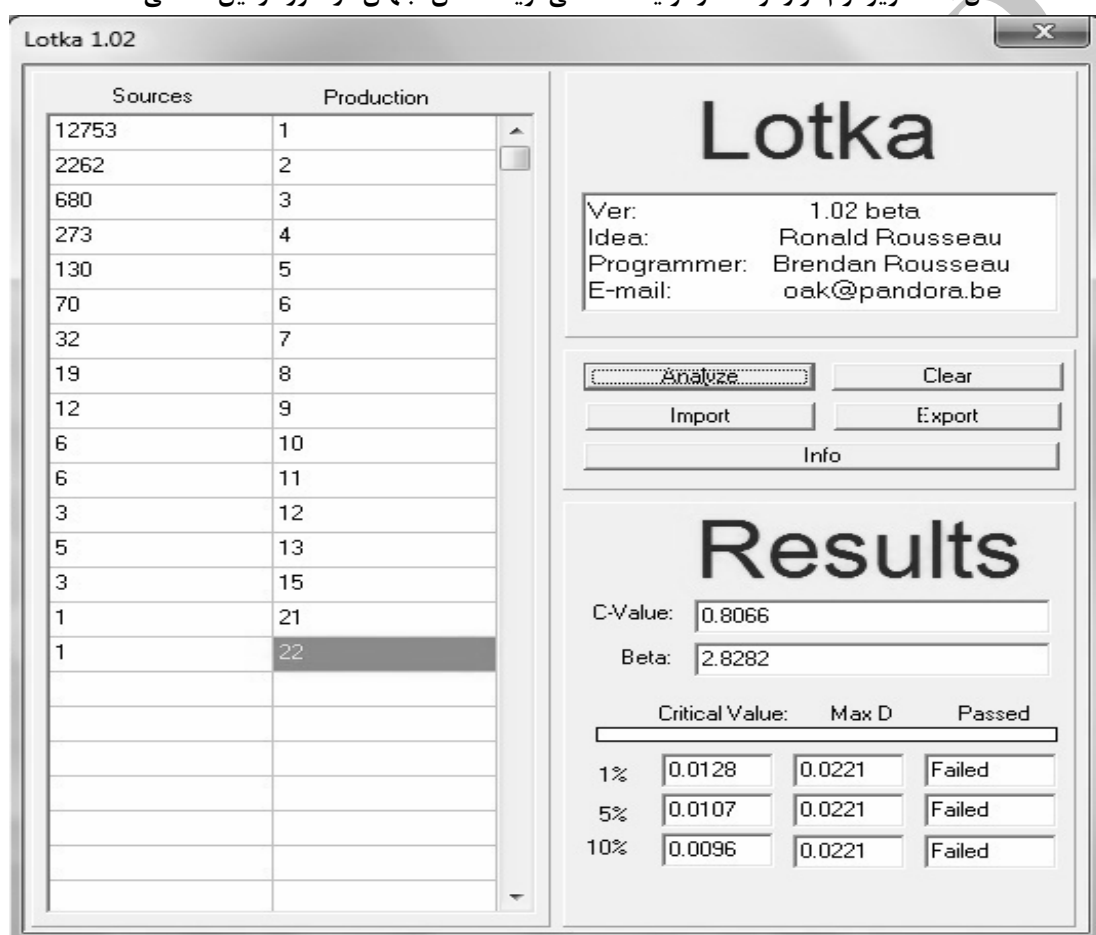 Lotka 1.02
Sources Production
12753 1
2262 2
680 3
273 4
130 5
70 6
32 7
19 8
12 9
6 10
6 11
3 12
5 13
3 15
1 21
1 22
Lotka
Ver: 1.02 beta
Idea: Ronald Rousseau
Programmer: Brendan Rousseau
E-mail: oak@pandora.be
Analyze Clear
Import Export
Info
Results
C-Value: 0.8066
Beta: 2.8282
Critical Value: Max D Passed
1% 0.0128 0.0221 Failed
5% 0.0107 0.0221 Failed
10% 0.0096 0.0221 Failed